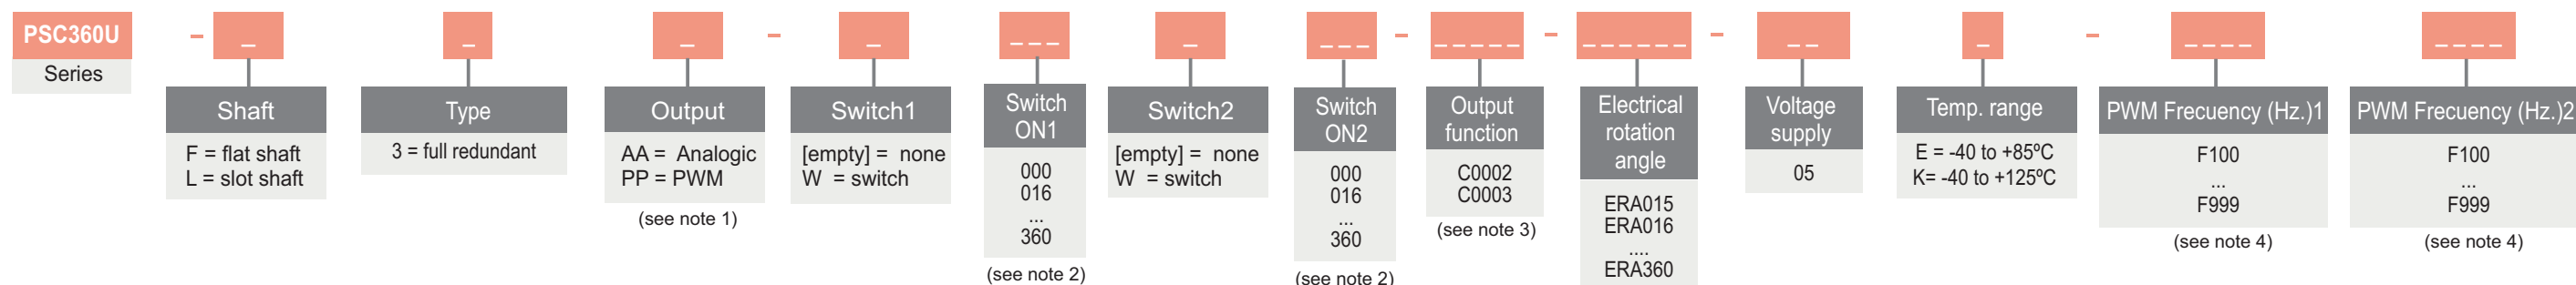 PSC360U
Series
- _
Shaft
F = flat shaft
L = slot shaft
_
Type
3 = full redundant
_
Output
AA = Analogic
PP = PWM
(see note 1)
- _
Switch1
[empty] = none
W = switch
_ _ _
Switch
ON1
000
016
...
360
(see note 2)
_
Switch2
[empty] = none
W = switch
_ _ _
Switch
ON2
000
016
...
360
(see note 2)
- _ _ _ _ _
Output
function
C0002
C0003
(see note 3)
- _ _ _ _ _ _
Electrical
rotation
angle
ERA015
ERA016
....
ERA360
- _ _
Voltage
supply
05
_
Temp. range
E = -40 to +85ºC
K= -40 to +125ºC
- _ _ _ _
PWM Frecuency (Hz.)1
F100
...
F999
(see note 4)
_ _ _ _
PWM Frecuency (Hz.)2
F100
...
F999
(see note 4)